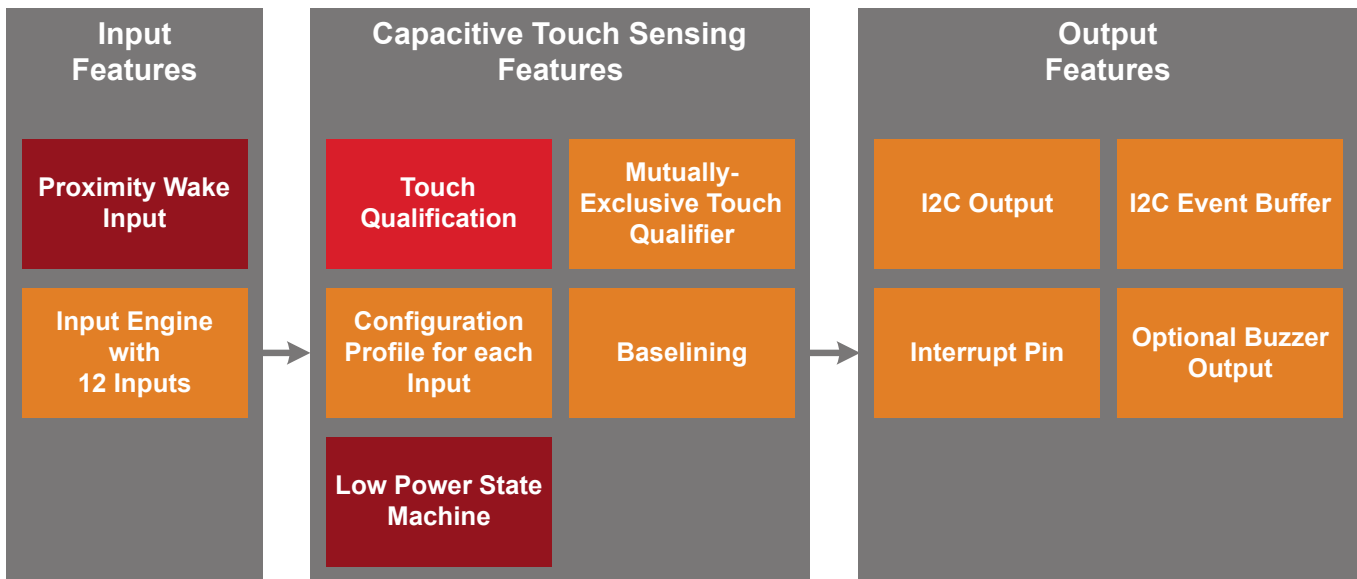 Input
Features
Proximity Wake
Input
Input Engine
with
12 Inputs
Capacitive Touch Sensing
Features
Touch
Qualification
Mutually-
Exclusive Touch
Qualifier
Configuration
Profile for each
Input
Baselining
Low Power State
Machine
Output
Features
I2C Output
I2C Event Buffer
Interrupt Pin
Optional Buzzer
Output